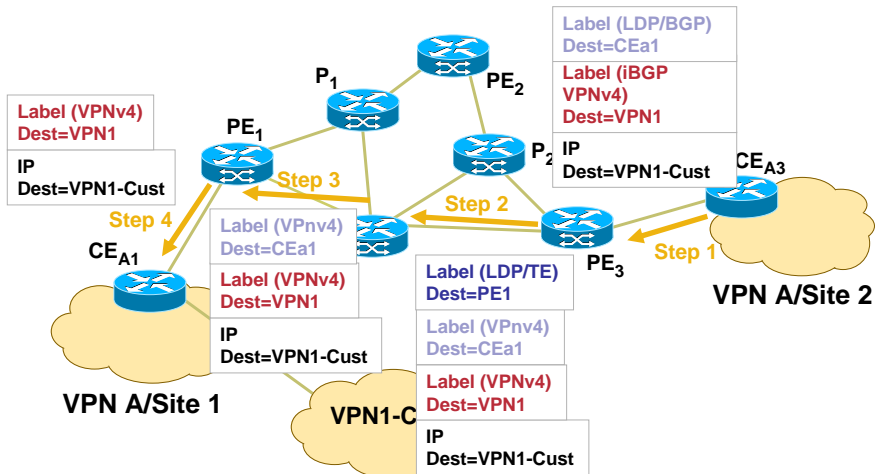 Label (LDP/BGP)
Dest=CEa1
Label (iBGP
VPNv4)
Dest=VPN1
IP
Dest=VPN1-Cust
P1
PE2
Label (VPNv4)
Dest=VPN1
IP
Dest=VPN1-Cust
PE1
P2
CEA3
Step 3
Step 2
Step 4
Step 1
Label (VPnv4)
Dest=CEa1
Label (VPNv4)
Dest=VPN1
IP
Dest=VPN1-Cust
CEA1
PE3
Label (LDP/TE)
Dest=PE1
Label (VPnv4)
Dest=CEa1
Label (VPNv4)
Dest=VPN1
IP
Dest=VPN1-Cust
VPN A/Site 2
VPN A/Site 1
VPN1-C